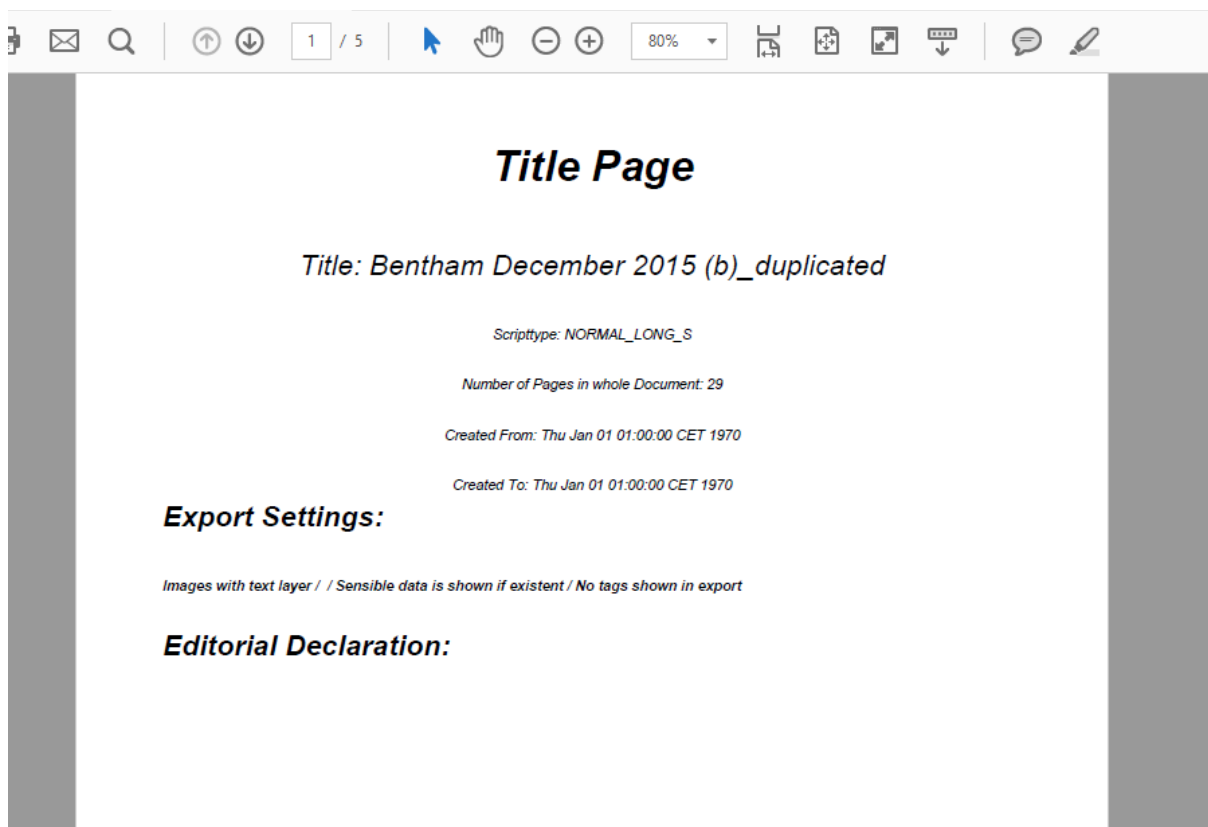 1 / 5 80%
Title Page
Title: Bentham December 2015 (b)_duplicated
Scripttype: NORMAL_LONG_S
Number of Pages in whole Document: 29
Created From: Thu Jan 01 01:00:00 CET 1970
Created To: Thu Jan 01 01:00:00 CET 1970
Export Settings:
Images with text layer / / Sensible data is shown if existent / No tags shown in export
Editorial Declaration: